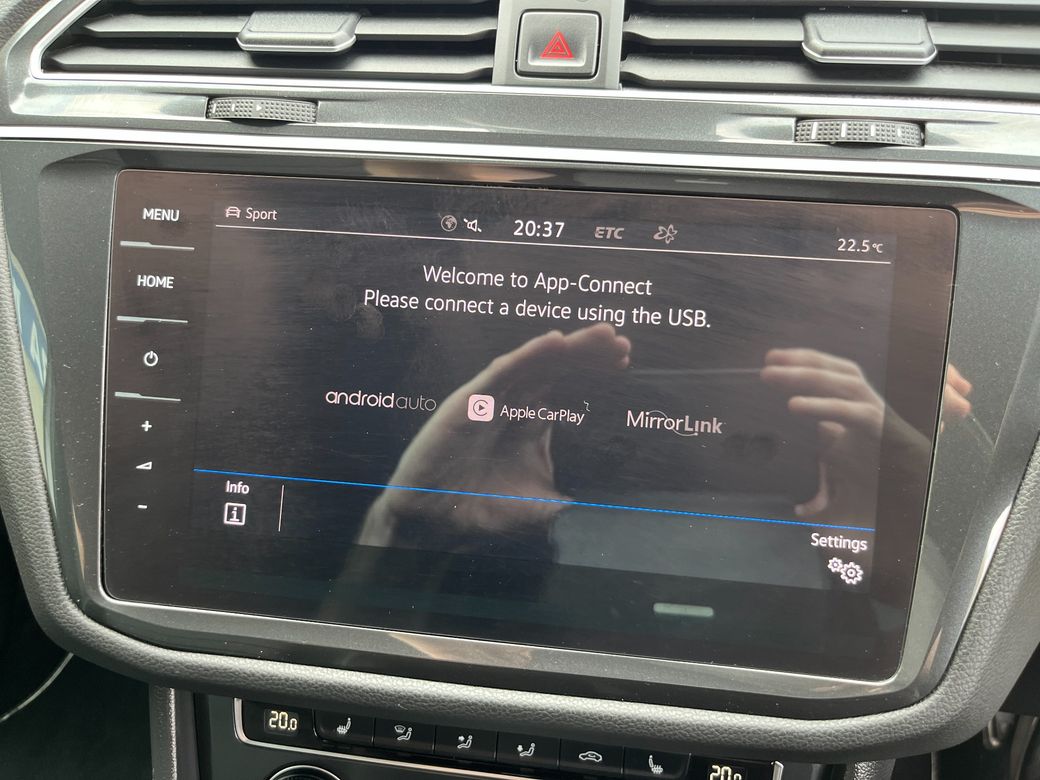 MENU
Sport
20:37
ETC
22.5°C
HOME
Welcome to App-Connect
Please connect a device using the USB.
androidauto
Apple CarPlay
MirrorLink
+
-
Info
i
Settings
20.0
20.0